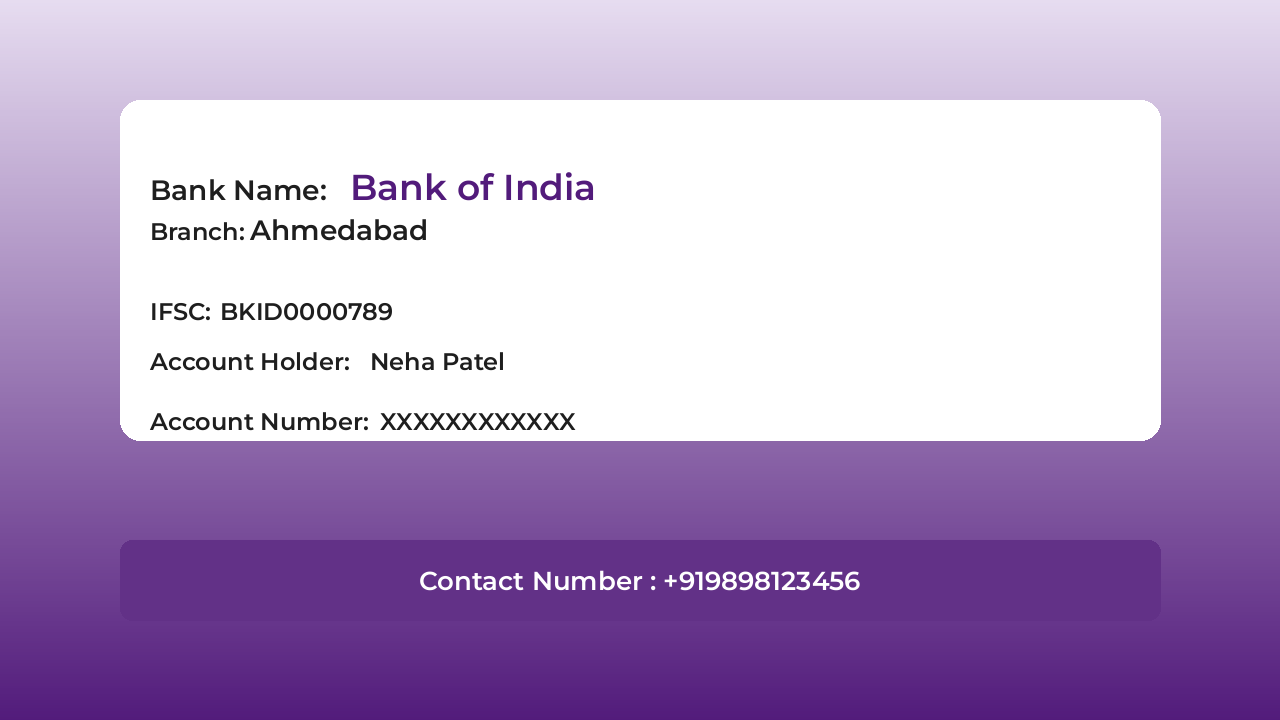 Bank Name: Bank of India
Branch: Ahmedabad
IFSC: BKID0000789
Account Holder: Neha Patel
Account Number: XXXXXXXXXXXX
Contact Number : +919898123456